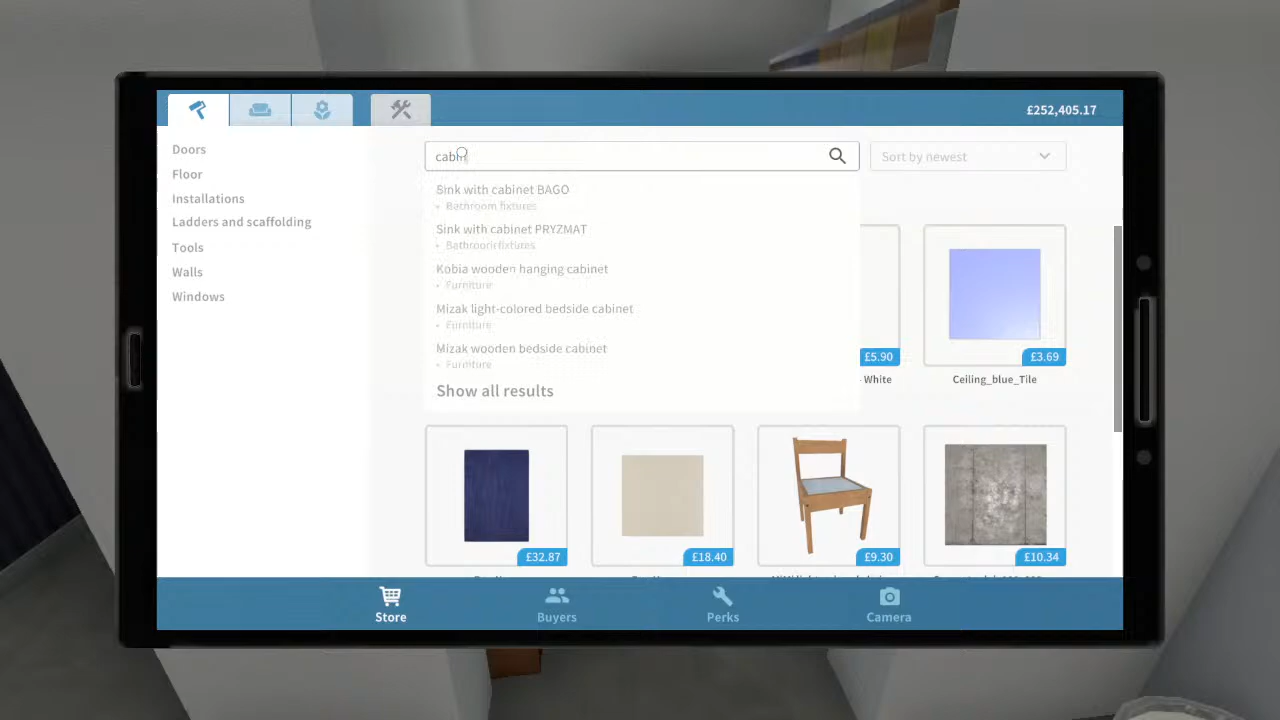 £252,405.17
Doors
Floor
Installations
Ladders and scaffolding
Tools
Walls
Windows
Sort by newest
Sink with cabinet BAGO
Bathroom fixtures
Sink with cabinet PRYZMAT
Bathroom fixtures
Kobia wooden hanging cabinet
Furniture
Mizak light-colored bedside cabinet
Furniture
Mizak wooden bedside cabinet
Furniture
Show all results
£5.90
£3.69
White
Ceiling_blue_Tile
£32.87
£18.40
£9.30
£10.34
Store
Buyers
Perks
Camera